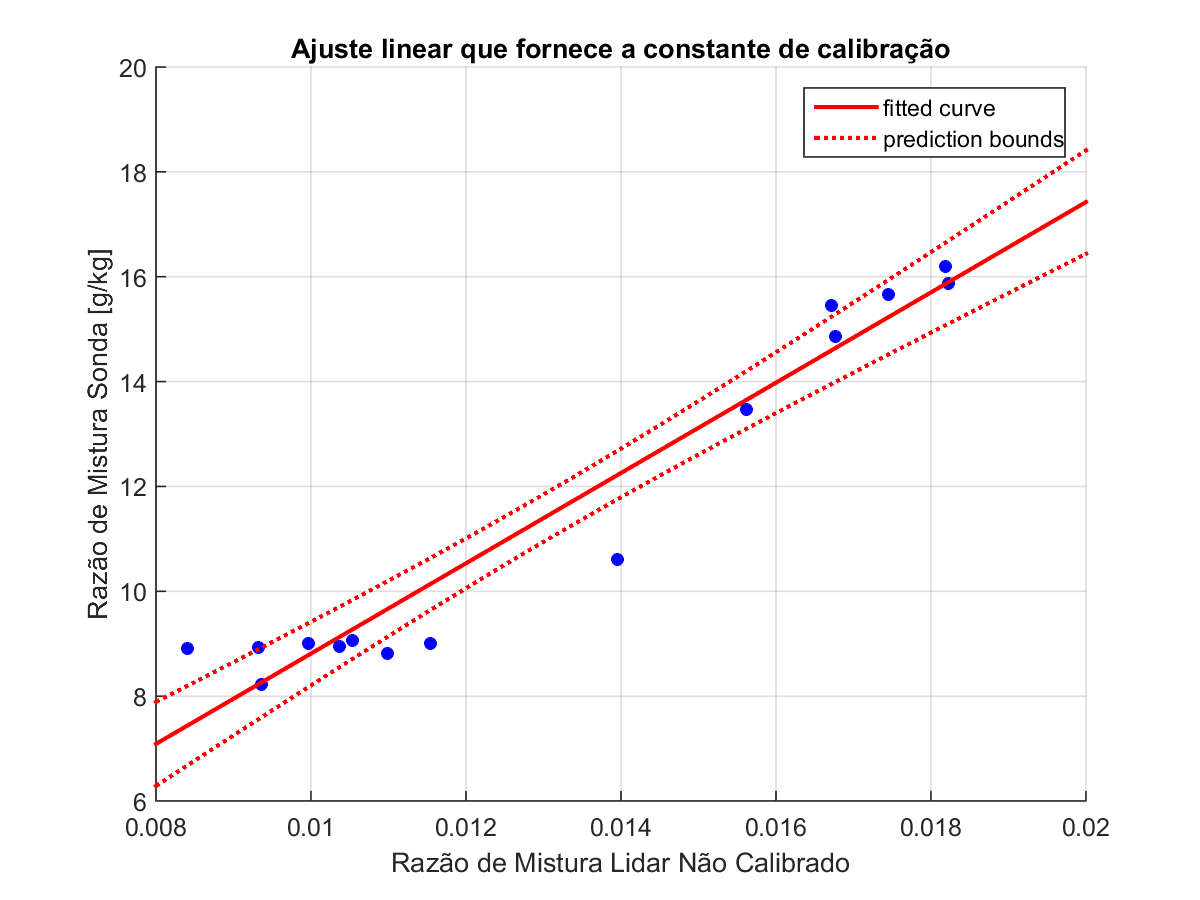 Ajuste linear que fornece a constante de calibração
fitted curve
prediction bounds
20
18
16
14
12
10
8
6
Razão de Mistura Sonda [g/kg]
0.008 0.01 0.012 0.014 0.016 0.018 0.02
Razão de Mistura Lidar Não Calibrado